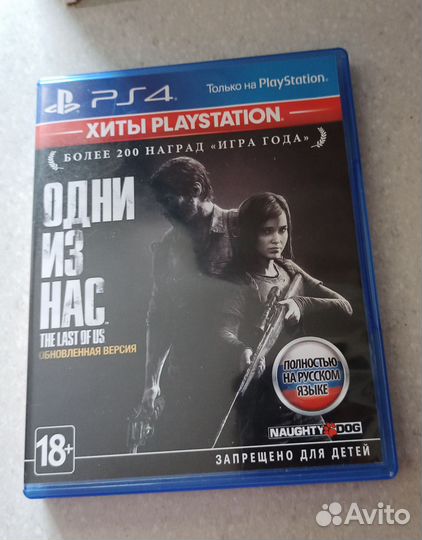 PS4
Только на PlayStation
ХИТЫ PLAYSTATION
БОЛЕЕ 200 НАГРАД «ИГРА ГОДА»
ОДНИ
ИЗ
НАС
THE LAST OF US
ОБНОВЛЕННАЯ ВЕРСИЯ
ПОЛНОСТЬЮ
НА РУССКОМ
ЯЗЫКЕ
NAUGHTY DOG
18+
ЗАПРЕЩЕНО ДЛЯ ДЕТЕЙ
Avito